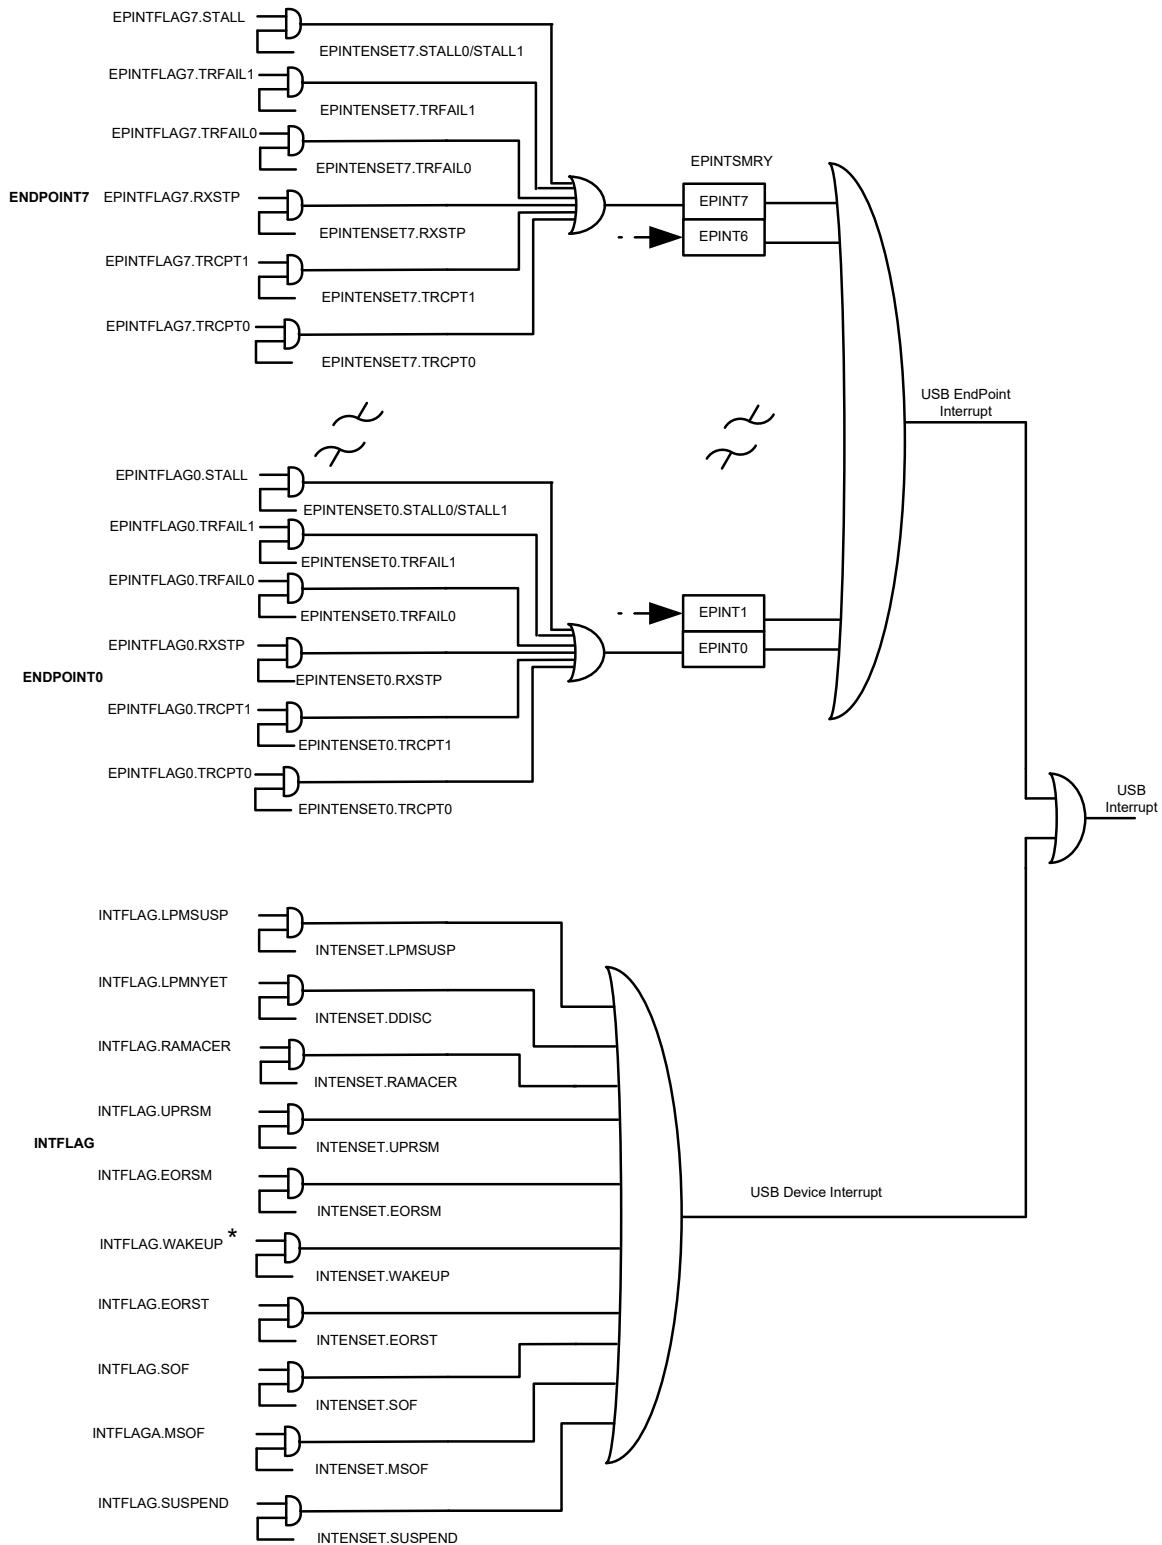 EPINTFLAG7.STALL
EPINTENSET7.STALL0/STALL1
EPINTFLAG7.TRFAIL1
EPINTENSET7.TRFAIL1
EPINTFLAG7.TRFAIL0
EPINTENSET7.TRFAIL0
ENDPOINT7
EPINTFLAG7.RXSTP
EPINTENSET7.RXSTP
EPINTFLAG7.TRCPT1
EPINTENSET7.TRCPT1
EPINTFLAG7.TRCPT0
EPINTENSET7.TRCPT0
EPINTSMRY
EPINT7
EPINT6
USB EndPoint
Interrupt
EPINTFLAG0.STALL
EPINTENSET0.STALL0/STALL1
EPINTFLAG0.TRFAIL1
EPINTENSET0.TRFAIL1
EPINTFLAG0.TRFAIL0
EPINTENSET0.TRFAIL0
EPINTFLAG0.RXSTP
ENDPOINT0
EPINTENSET0.RXSTP
EPINTFLAG0.TRCPT1
EPINTENSET0.TRCPT1
EPINTFLAG0.TRCPT0
EPINTENSET0.TRCPT0
EPINT1
EPINT0
USB
Interrupt
INTFLAG.LPMSUSP
INTENSET.LPMSUSP
INTFLAG.LPMNYET
INTENSET.DDISC
INTFLAG.RAMACER
INTENSET.RAMACER
INTFLAG.UPRSM
INTFLAG
INTENSET.UPRSM
INTFLAG.EORSM
INTENSET.EORSM
INTFLAG.WAKEUP *
INTENSET.WAKEUP
INTFLAG.EORST
INTENSET.EORST
INTFLAG.SOF
INTENSET.SOF
INTFLAGA.MSOF
INTENSET.MSOF
INTFLAG.SUSPEND
INTENSET.SUSPEND
USB Device Interrupt